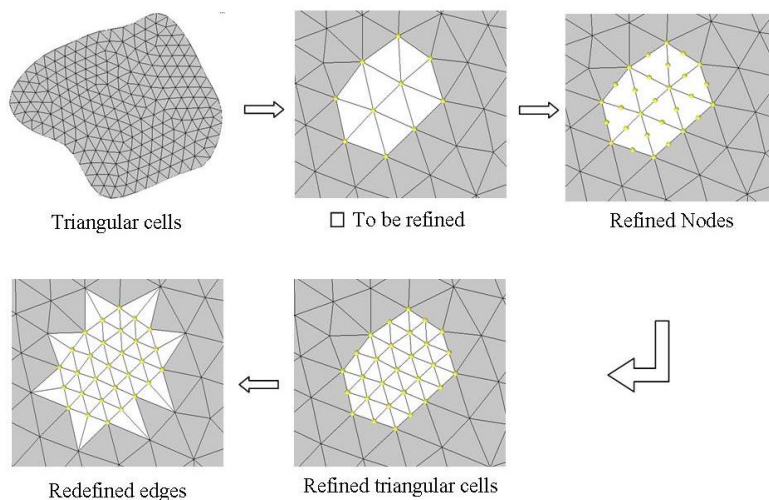 Triangular cells
To be refined
Refined Nodes
Redefined edges
Refined triangular cells